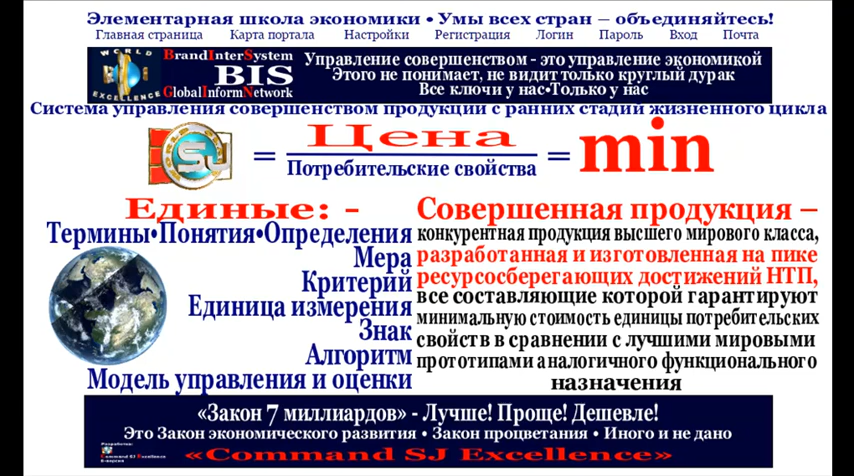 Элементарная школа экономики • Умы всех стран – объединяйтесь!
Главная страница Карта портала Настройки Регистрация Логин Пароль Вход Почта
WORLD
BIS
EXCELLENCE
BrandInterSystem
BIS
GlobalInformNetwork
Управление совершенством - это управление экономикой
Этого не понимает, не видит только круглый дурак
Все ключи у нас•Только у нас
Система управления совершенством продукции с ранних стадий жизненного цикла
SJ
= Цена = min
Потребительские свойства
Единые: -
Термины•Понятия•Определения
Мера
Критерий
Единица измерения
Знак
Алгоритм
Модель управления и оценки
Совершенная продукция –
конкурентная продукция высшего мирового класса,
разработанная и изготовленная на пике
ресурсосберегающих достижений НТП,
все составляющие которой гарантируют
минимальную стоимость единицы потребительских
свойств в сравнении с лучшими мировыми
прототипами аналогичного функционального
назначения
«Закон 7 миллиардов» - Лучше! Проще! Дешевле!
Это Закон экономического развития • Закон процветания • Иного и не дано
«Command SJ Excellence»